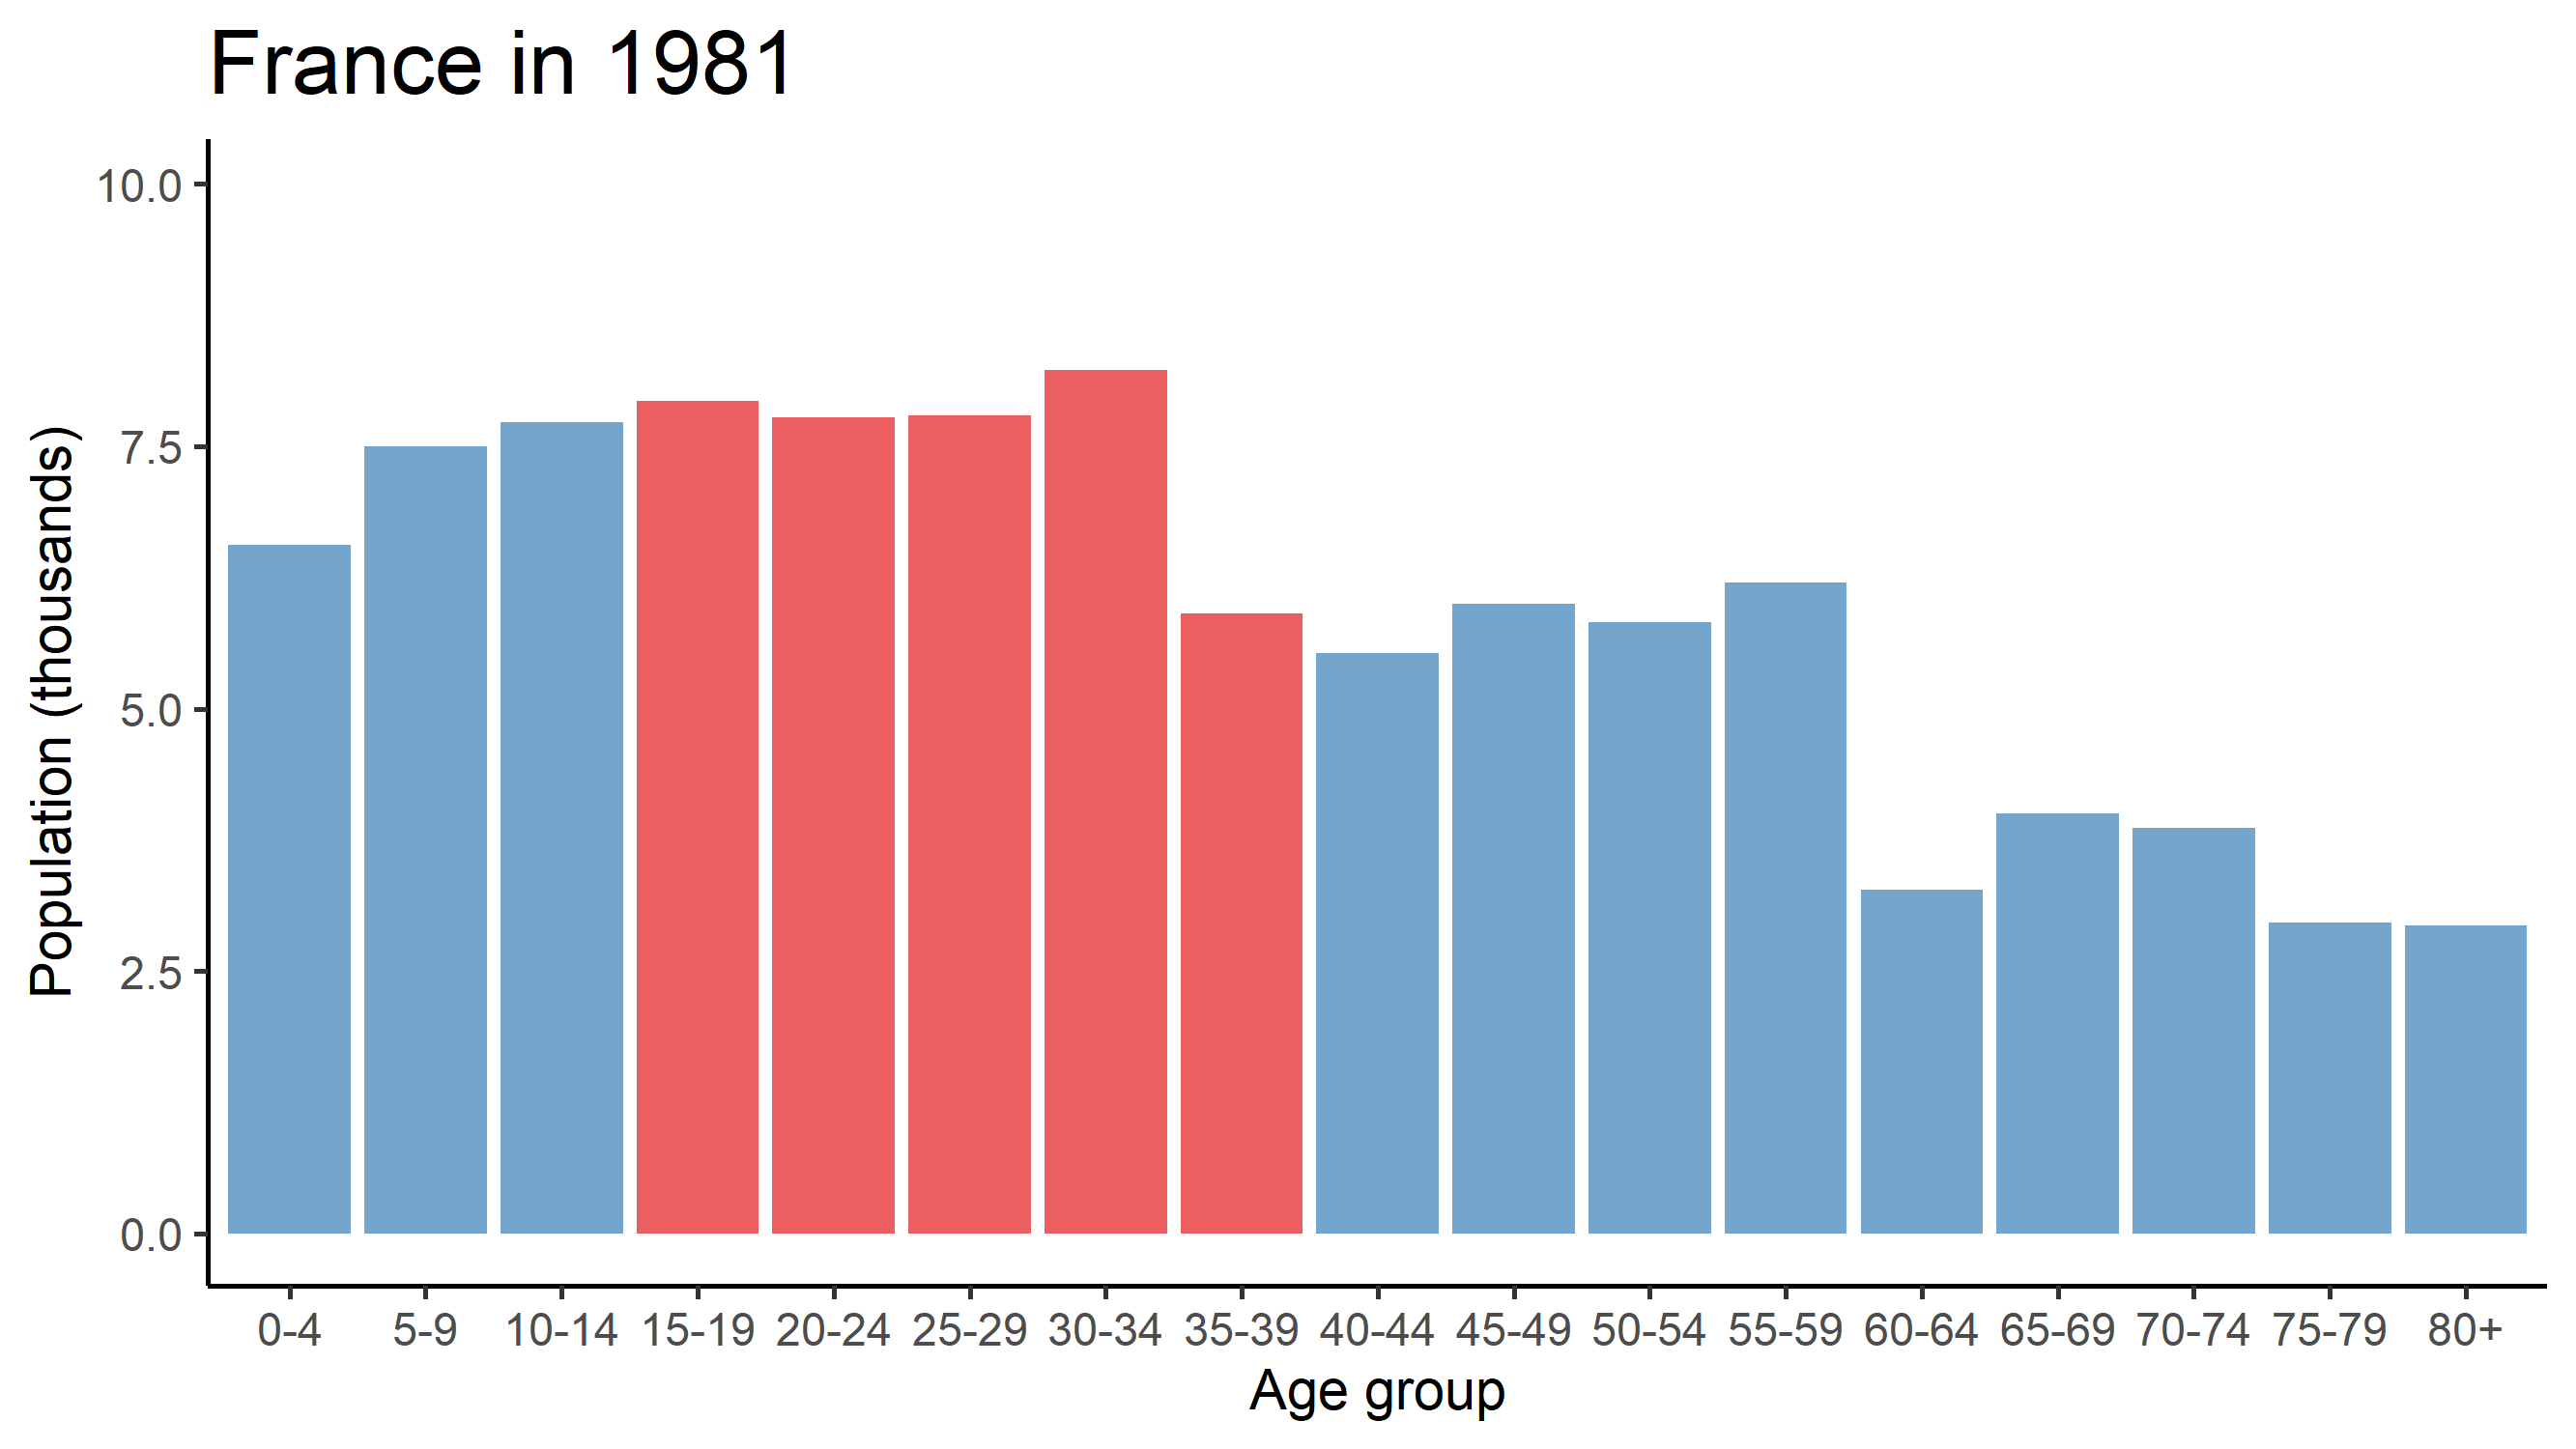 France in 1981
Population (thousands)
10.0
7.5
5.0
2.5
0.0
0-4 5-9 10-14 15-19 20-24 25-29 30-34 35-39 40-44 45-49 50-54 55-59 60-64 65-69 70-74 75-79 80+
Age group